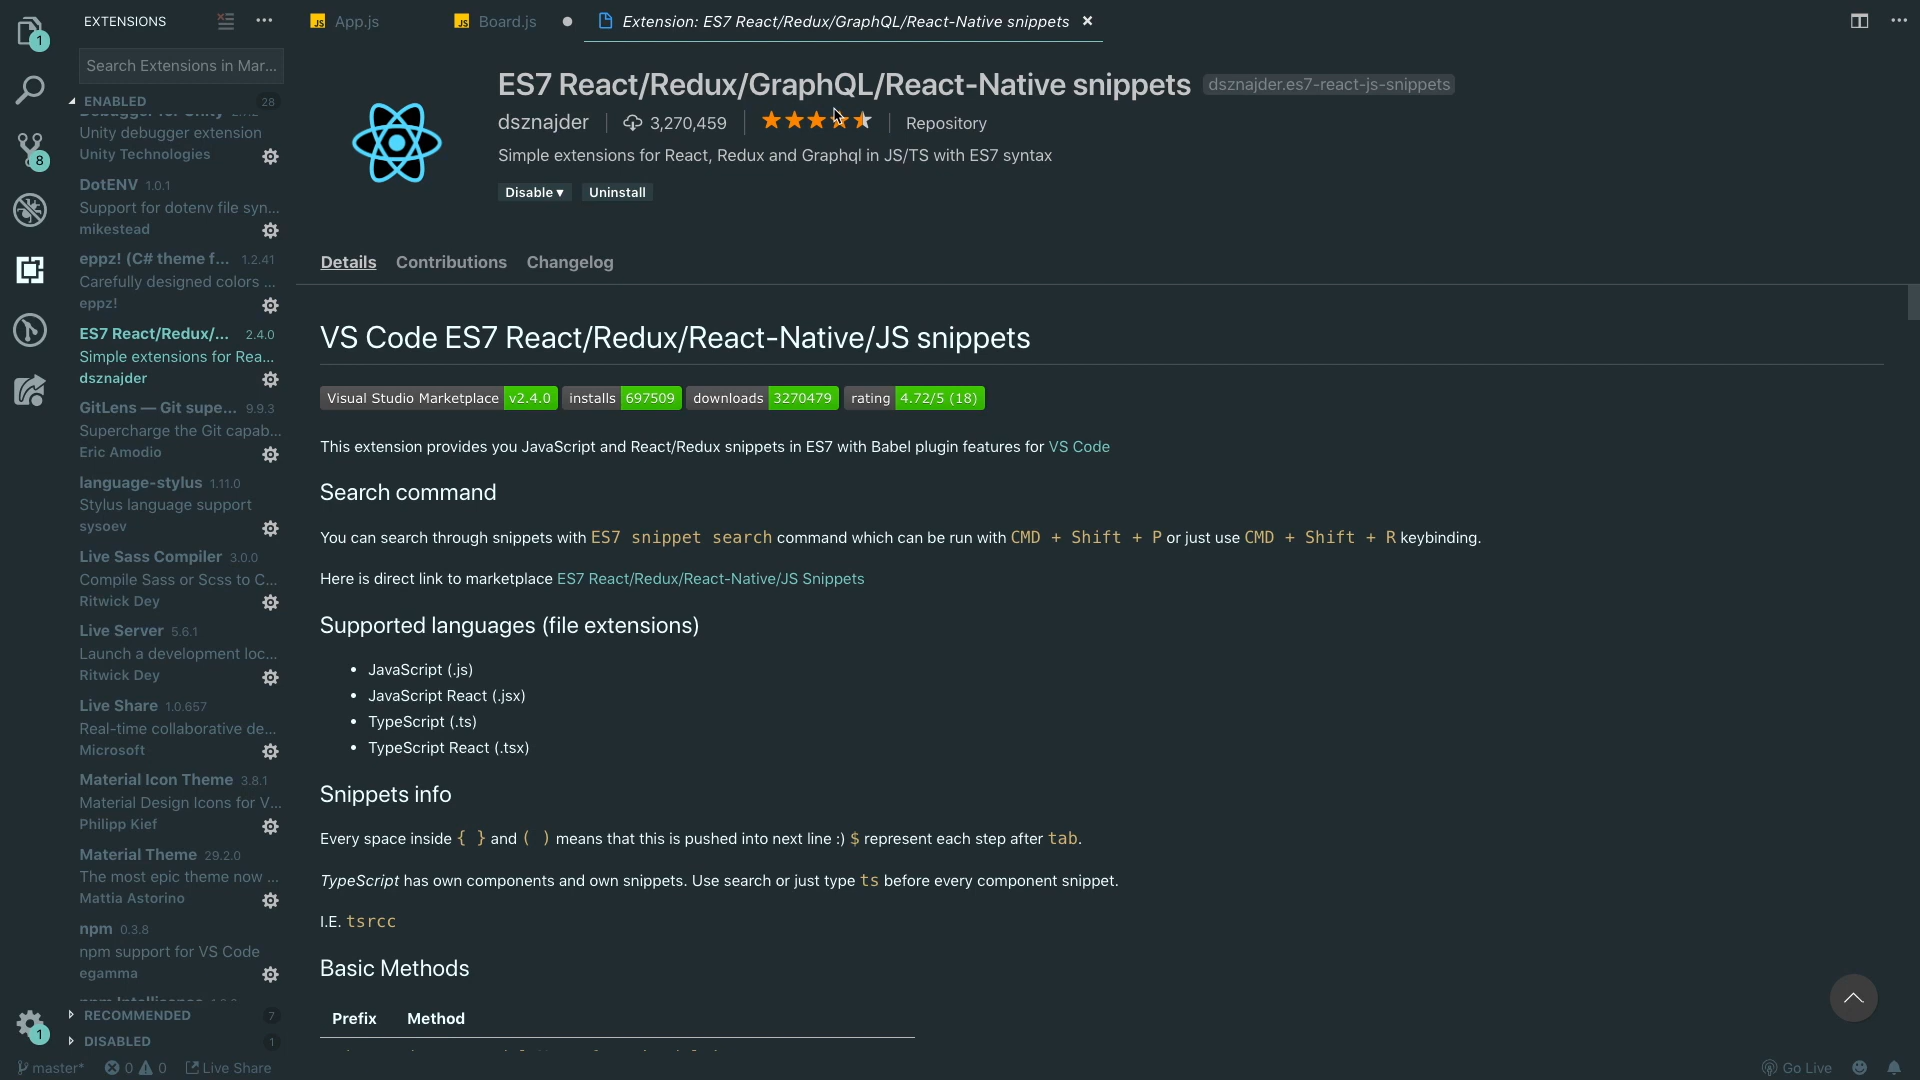 EXTENSIONS
App.js
Board.js
Extension: ES7 React/Redux/GraphQL/React-Native snippets
1
Search Extensions in Mar...
ENABLED 28
Debugger for Unity
Unity debugger extension
Unity Technologies
8
DotENV 1.0.1
Support for dotenv file syn...
mikestead
eppz! (C# theme f... 1.2.41
Carefully designed colors ...
eppz!
ES7 React/Redux/... 2.4.0
Simple extensions for Rea...
dsznajder
GitLens — Git supe... 9.9.3
Supercharge the Git capab...
Eric Amodio
language-stylus 1.11.0
Stylus language support
sysoev
Live Sass Compiler 3.0.0
Compile Sass or Scss to C...
Ritwick Dey
Live Server 5.6.1
Launch a development loc...
Ritwick Dey
Live Share 1.0.657
Real-time collaborative de...
Microsoft
Material Icon Theme 3.8.1
Material Design Icons for V...
Philipp Kief
Material Theme 29.2.0
The most epic theme now ...
Mattia Astorino
npm 0.3.8
npm support for VS Code
egamma
RECOMMENDED 7
DISABLED 1
1
ES7 React/Redux/GraphQL/React-Native snippets dsznajder.es7-react-js-snippets
dsznajder 3,270,459 Repository
Simple extensions for React, Redux and Graphql in JS/TS with ES7 syntax
Disable ▾ Uninstall
Details Contributions Changelog
VS Code ES7 React/Redux/React-Native/JS snippets
Visual Studio Marketplace v2.4.0 installs 697509 downloads 3270479 rating 4.72/5 (18)
This extension provides you JavaScript and React/Redux snippets in ES7 with Babel plugin features for VS Code
Search command
You can search through snippets with ES7 snippet search command which can be run with CMD + Shift + P or just use CMD + Shift + R keybinding.
Here is direct link to marketplace ES7 React/Redux/React-Native/JS Snippets
Supported languages (file extensions)
• JavaScript (.js)
• JavaScript React (.jsx)
• TypeScript (.ts)
• TypeScript React (.tsx)
Snippets info
Every space inside { } and ( ) means that this is pushed into next line :) $ represent each step after tab.
TypeScript has own components and own snippets. Use search or just type ts before every component snippet.
I.E. tsrcc
Basic Methods
Prefix Method
master* 0 0 Live Share
Go Live